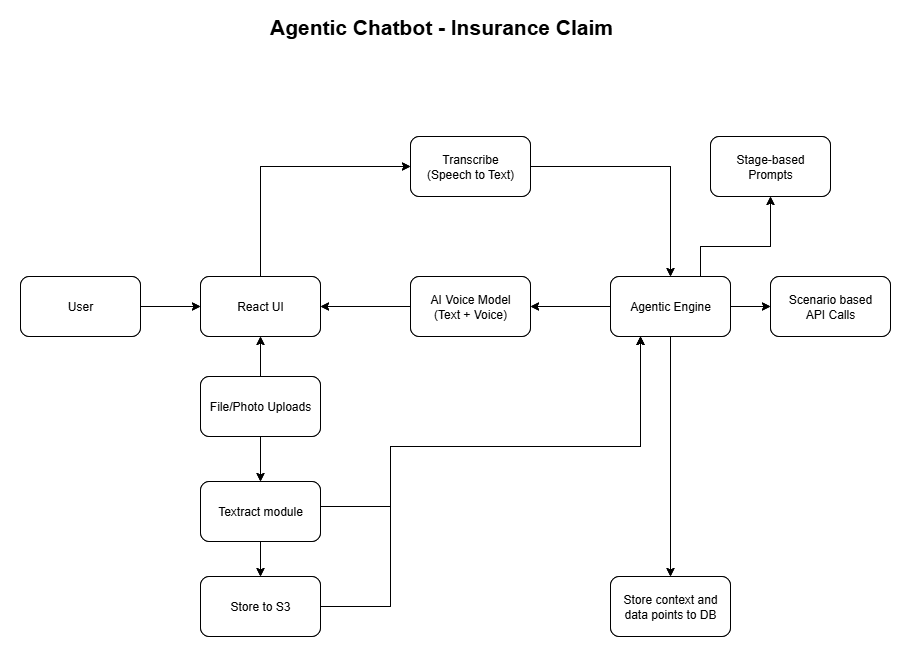 Agentic Chatbot - Insurance Claim
Transcribe
(Speech to Text)
Stage-based
Prompts
User
React UI
AI Voice Model
(Text + Voice)
Agentic Engine
Scenario based
API Calls
File/Photo Uploads
Textract module
Store to S3
Store context and
data points to DB